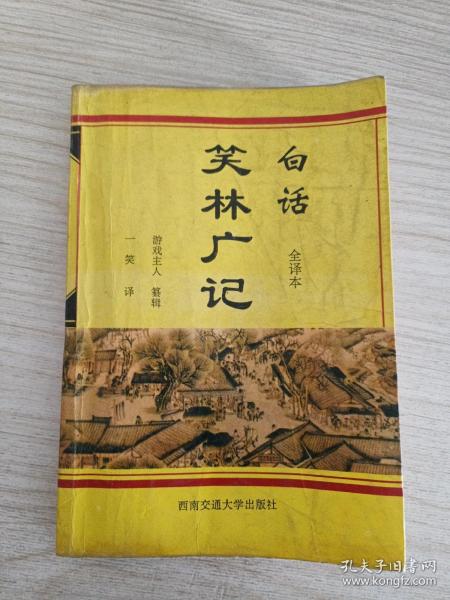 白话
笑林广记
全译本
游戏主人 纂辑
一笑 译
西南交通大学出版社
孔夫子旧书网
www.kongfz.com